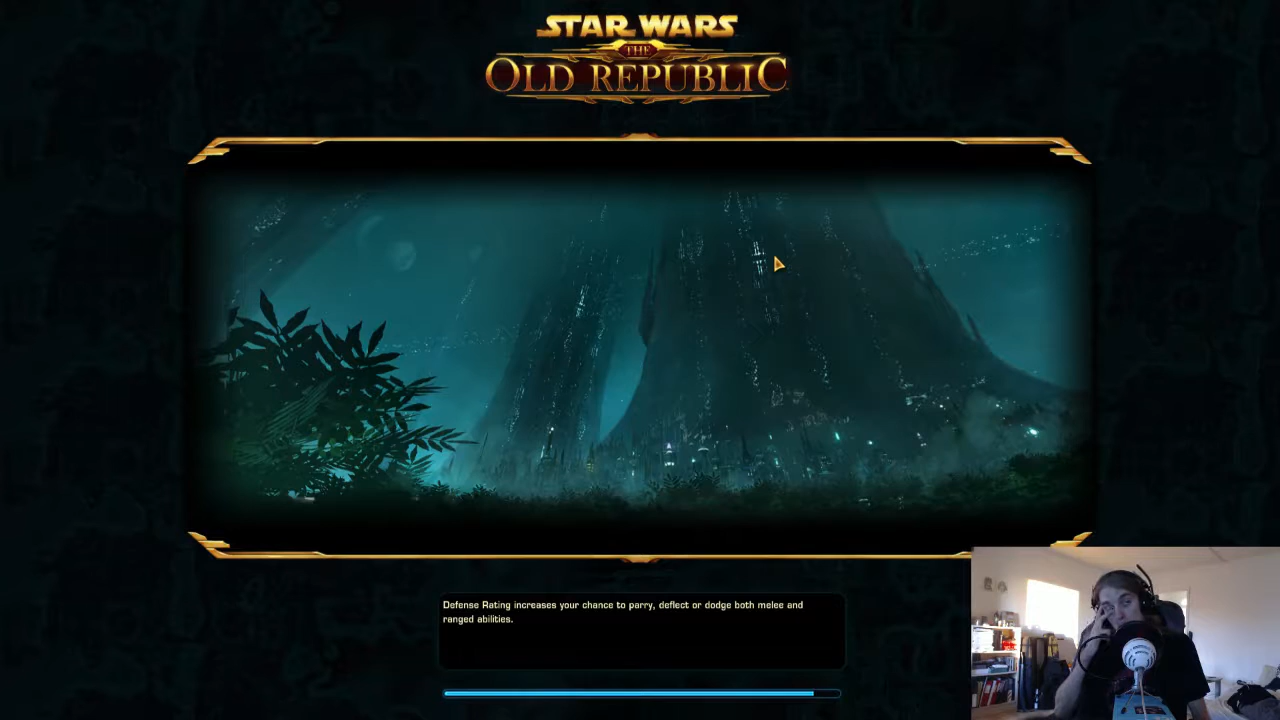 STAR WARS
THE
OLD REPUBLIC
Defense Rating increases your chance to parry, deflect or dodge both melee and
ranged abilities.